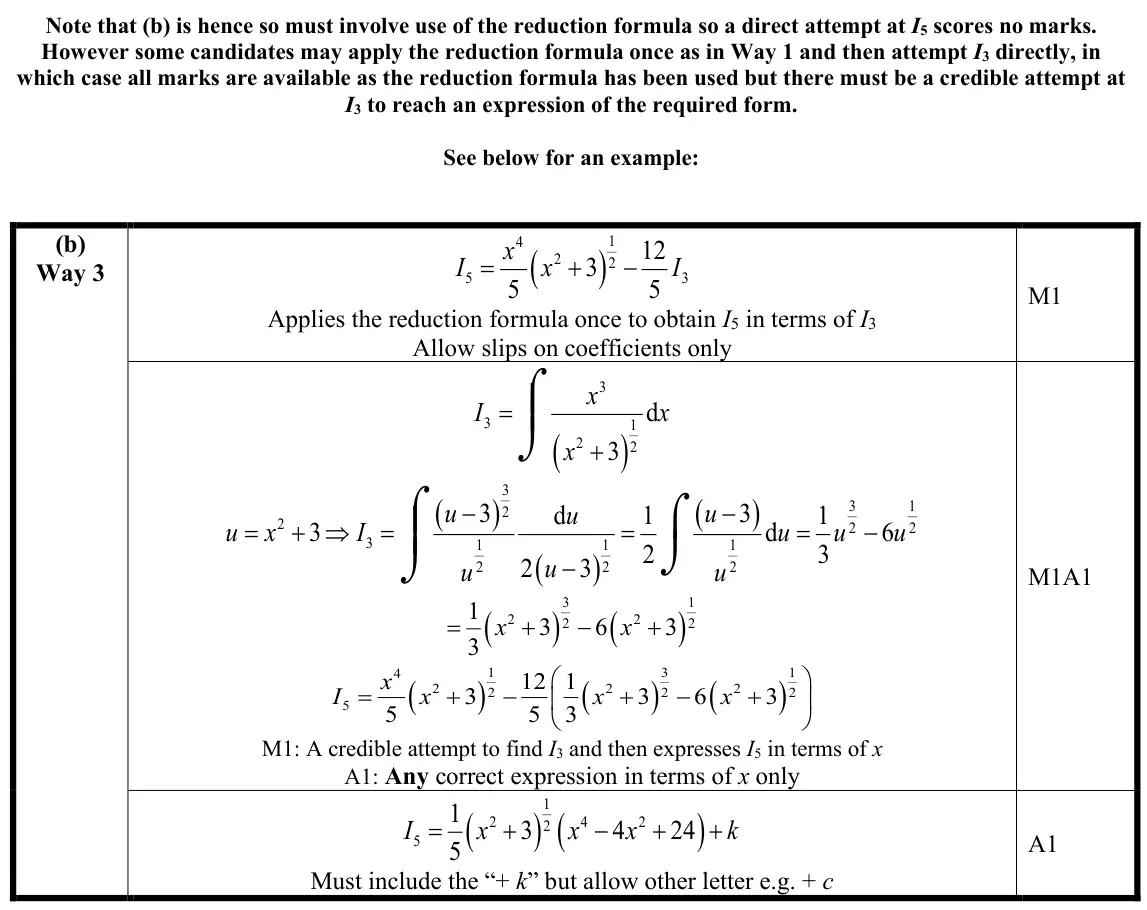 Note that (b) is hence so must involve use of the reduction formula so a direct attempt at I₅ scores no marks.
However some candidates may apply the reduction formula once as in Way 1 and then attempt I₃ directly, in
which case all marks are available as the reduction formula has been used but there must be a credible attempt at
I₃ to reach an expression of the required form.
See below for an example:
(b)
Way 3
I₅ = x⁴/5 (x² + 3)^(1/2) − 12/5 I₃
Applies the reduction formula once to obtain I₅ in terms of I₃
Allow slips on coefficients only
M1
I₃ = ∫ x³/(x² + 3)^(1/2) dx
u = x² + 3 ⇒ I₃ = ∫ (u − 3)^(3/2)/u^(1/2) du/(2(u − 3)^(1/2)) = 1/2 ∫ (u − 3)/u^(1/2) du = 1/3 u^(3/2) − 6u^(1/2)
= 1/3 (x² + 3)^(3/2) − 6(x² + 3)^(1/2)
I₅ = x⁴/5 (x² + 3)^(1/2) − 12/5 (1/3 (x² + 3)^(3/2) − 6(x² + 3)^(1/2))
M1: A credible attempt to find I₃ and then expresses I₅ in terms of x
A1: Any correct expression in terms of x only
M1A1
I₅ = 1/5 (x² + 3)^(1/2) (x⁴ − 4x² + 24) + k
Must include the “+ k” but allow other letter e.g. + c
A1